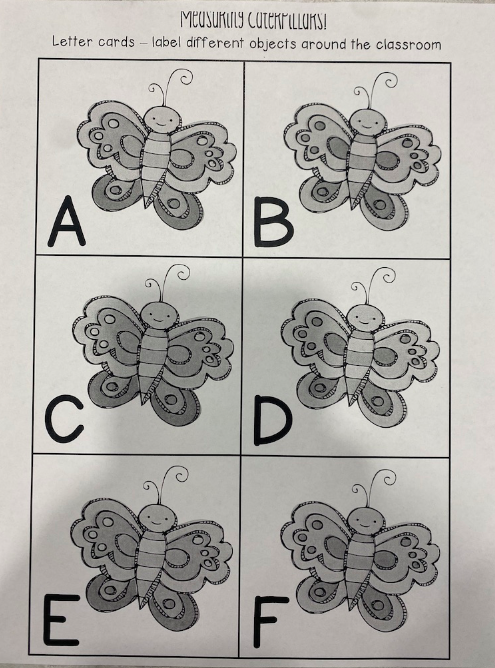 Measuring Caterpillars!
Letter cards – label different objects around the classroom
A
B
C
D
E
F